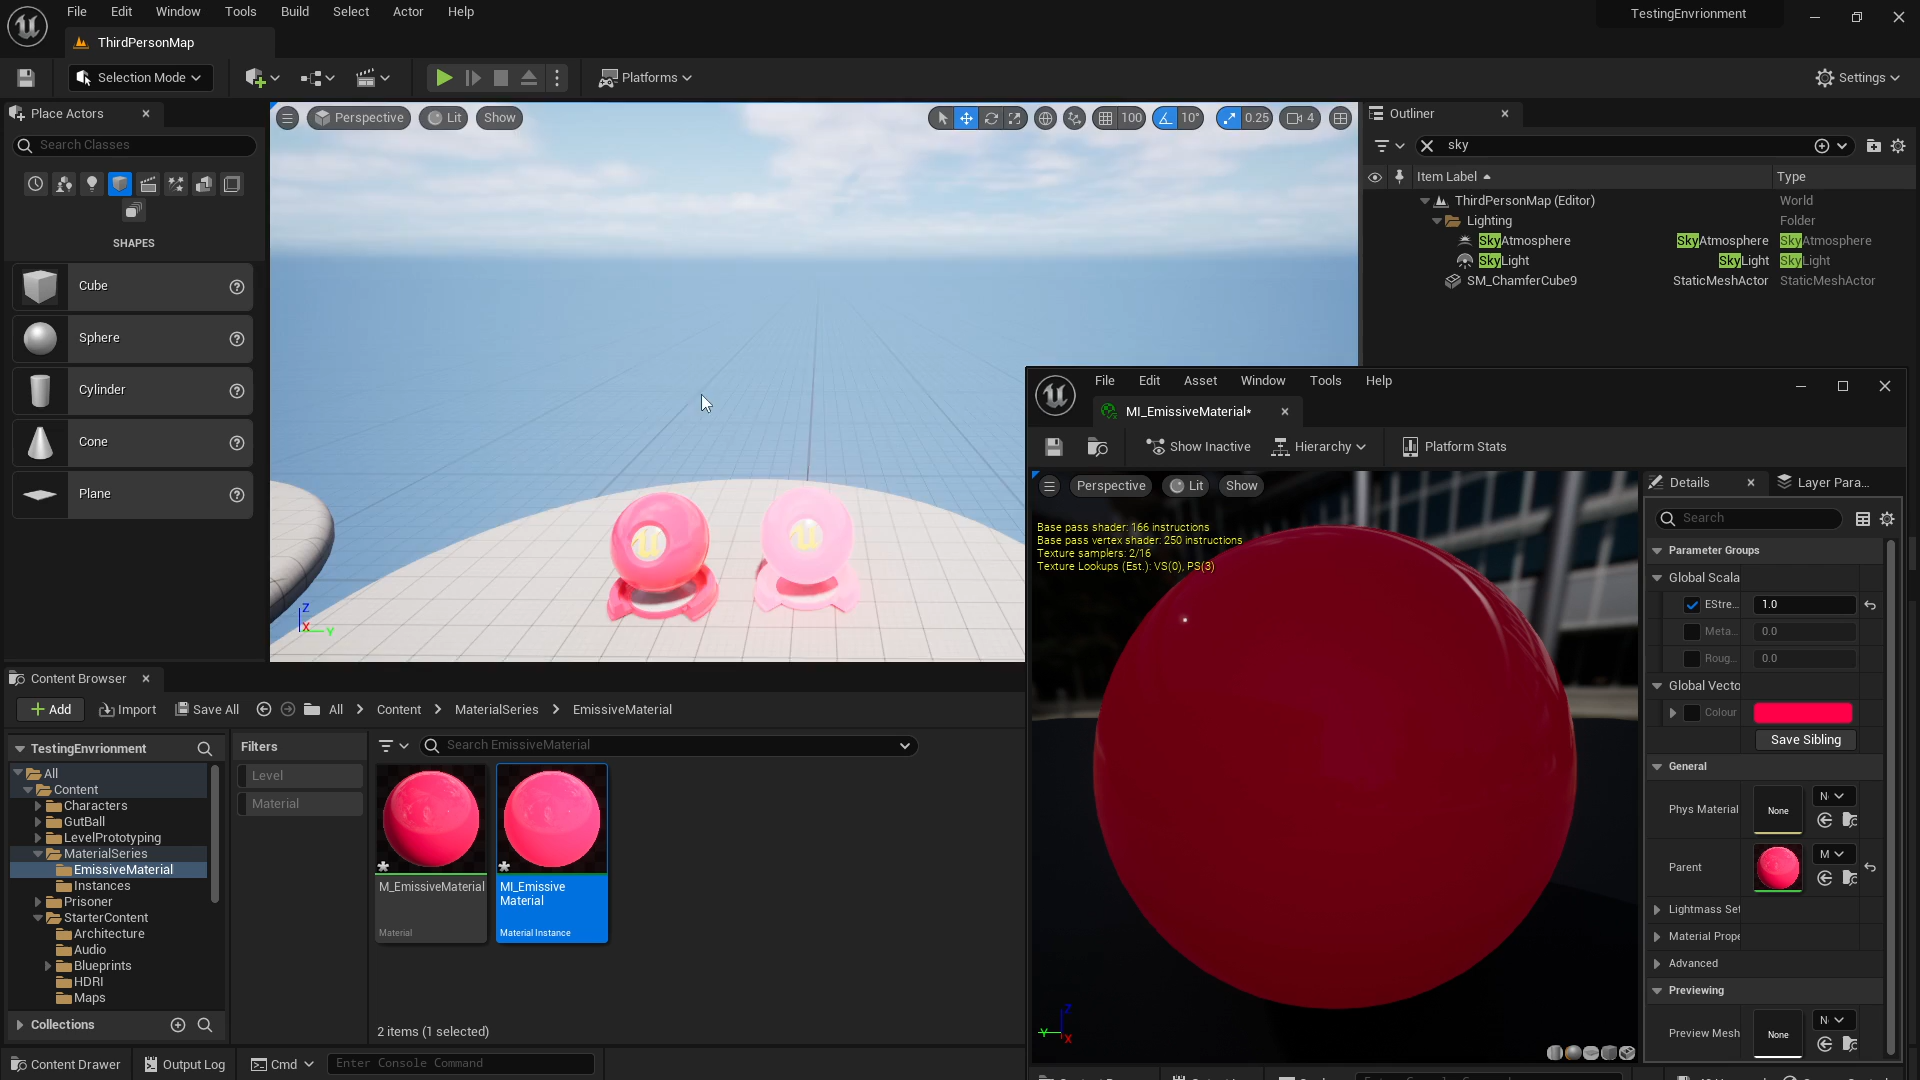 File Edit Window Tools Build Select Actor Help
TestingEnvrionment
ThirdPersonMap
Selection Mode
Platforms
Settings
Place Actors
Search Classes
SHAPES
Cube
Sphere
Cylinder
Cone
Plane
Perspective Lit Show
100 10° 0.25 4
Z
X
Y
Outliner
sky
Item Label Type
ThirdPersonMap (Editor) World
Lighting Folder
SkyAtmosphere SkyAtmosphere SkyAtmosphere
SkyLight SkyLight SkyLight
SM_ChamferCube9 StaticMeshActor StaticMeshActor
File Edit Asset Window Tools Help
MI_EmissiveMaterial*
Show Inactive Hierarchy Platform Stats
Perspective Lit Show
Base pass shader: 166 instructions
Base pass vertex shader: 250 instructions
Texture samplers: 2/16
Texture Lookups (Est.): VS(0), PS(3)
Z
Y
X
Details Layer Para...
Search
Parameter Groups
Global Scala
EStre... 1.0
Meta... 0.0
Roug... 0.0
Global Vecto
Colour
Save Sibling
General
Phys Material None N
Parent M
Lightmass Set
Material Prope
Advanced
Previewing
Preview Mesh None N
Content Browser
Add Import Save All All Content MaterialSeries EmissiveMaterial
TestingEnvrionment
All
Content
Characters
GutBall
LevelPrototyping
MaterialSeries
EmissiveMaterial
Instances
Prisoner
StarterContent
Architecture
Audio
Blueprints
HDRI
Maps
Collections
Filters
Level
Material
Search EmissiveMaterial
M_EmissiveMaterial
Material
MI_Emissive
Material
Material Instance
2 items (1 selected)
Content Drawer Output Log Cmd Enter Console Command